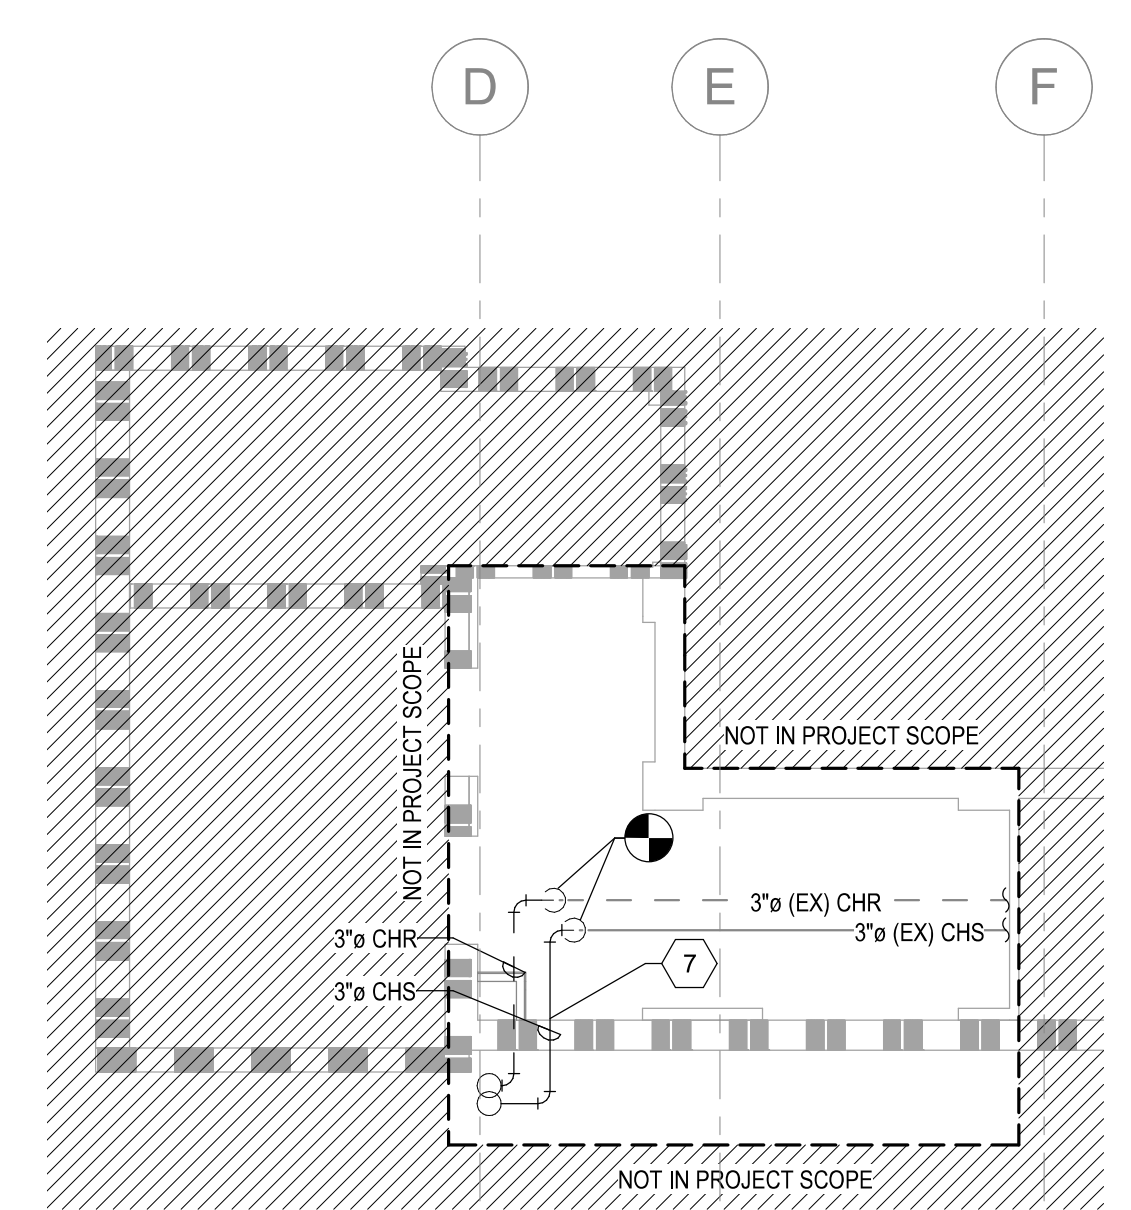 D
E
F
NOT IN PROJECT SCOPE
NOT IN PROJECT SCOPE
3"ø (EX) CHR
3"ø (EX) CHS
3"ø CHR
7
3"ø CHS
NOT IN PROJECT SCOPE